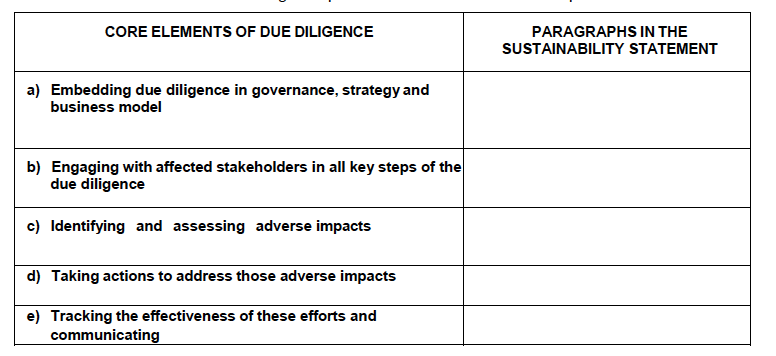 CORE ELEMENTS OF DUE DILIGENCE
PARAGRAPHS IN THE
SUSTAINABILITY STATEMENT
a) Embedding due diligence in governance, strategy and
business model
b) Engaging with affected stakeholders in all key steps of the
due diligence
c) Identifying and assessing adverse impacts
d) Taking actions to address those adverse impacts
e) Tracking the effectiveness of these efforts and
communicating